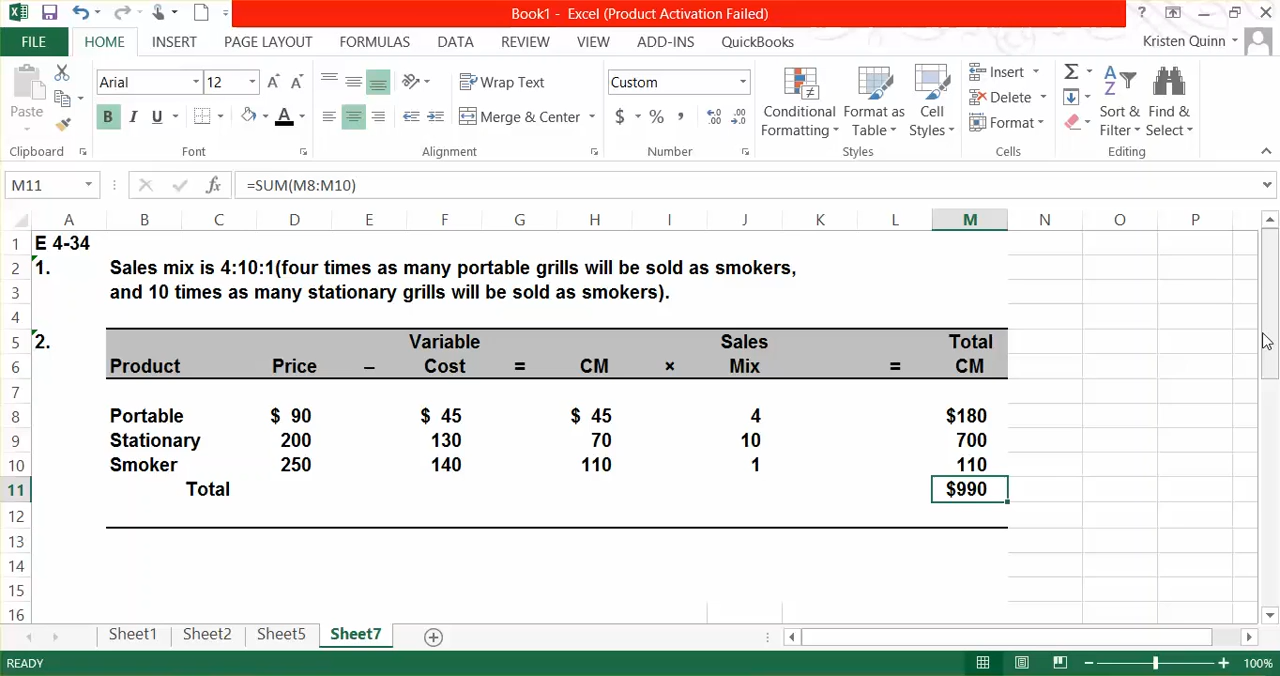 Book1 - Excel (Product Activation Failed)
FILE HOME INSERT PAGE LAYOUT FORMULAS DATA REVIEW VIEW ADD-INS QuickBooks Kristen Quinn
Paste
Arial 12
B I U A
Wrap Text
Merge & Center
Custom
$ % ,
Conditional Formatting
Format as Table
Cell Styles
Insert
Delete
Format
Sort & Filter
Find & Select
Clipboard Font Alignment Number Styles Cells Editing
M11 fx =SUM(M8:M10)
A B C D E F G H I J K L M N O P
1 E 4-34
2 1. Sales mix is 4:10:1(four times as many portable grills will be sold as smokers,
3 and 10 times as many stationary grills will be sold as smokers).
4
5 2. Variable Sales Total
6 Product Price – Cost = CM × Mix = CM
7
8 Portable $ 90 $ 45 $ 45 4 $180
9 Stationary 200 130 70 10 700
10 Smoker 250 140 110 1 110
11 Total $990
12
13
14
15
16
Sheet1 Sheet2 Sheet5 Sheet7
READY 100%